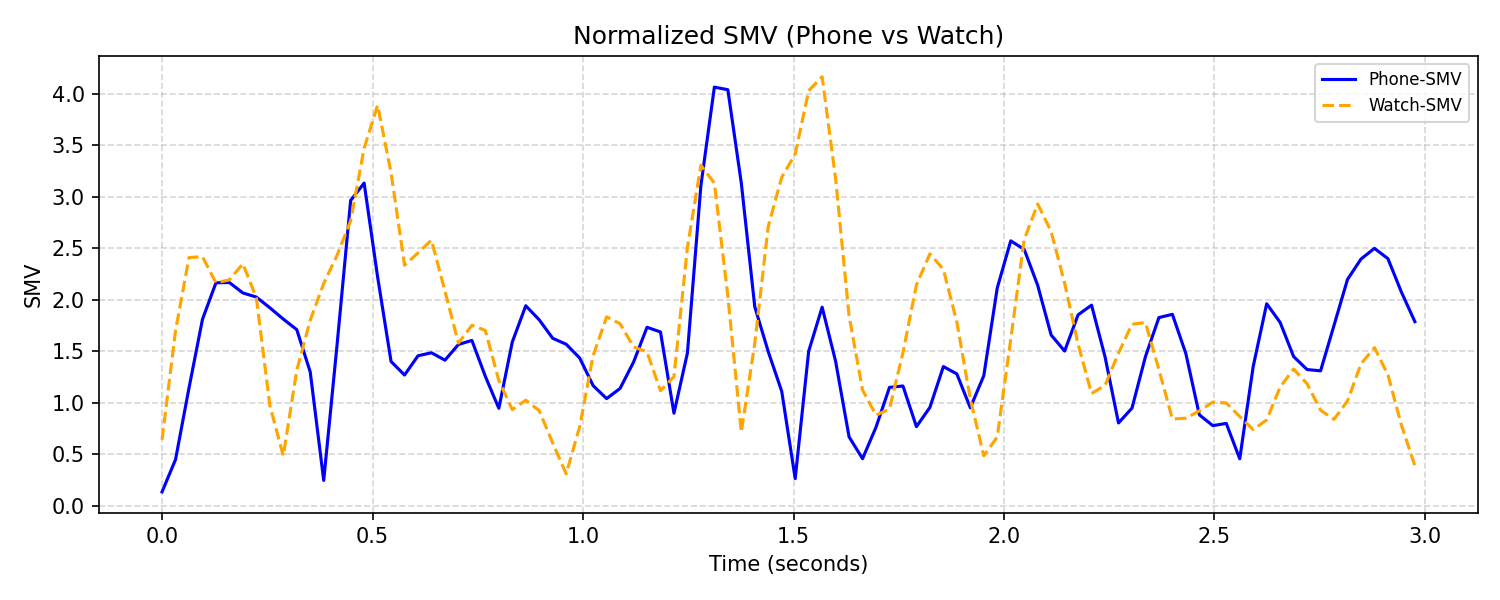 Normalized SMV (Phone vs Watch)
Phone-SMV
Watch-SMV
SMV
4.0
3.5
3.0
2.5
2.0
1.5
1.0
0.5
0.0
0.0 0.5 1.0 1.5 2.0 2.5 3.0
Time (seconds)